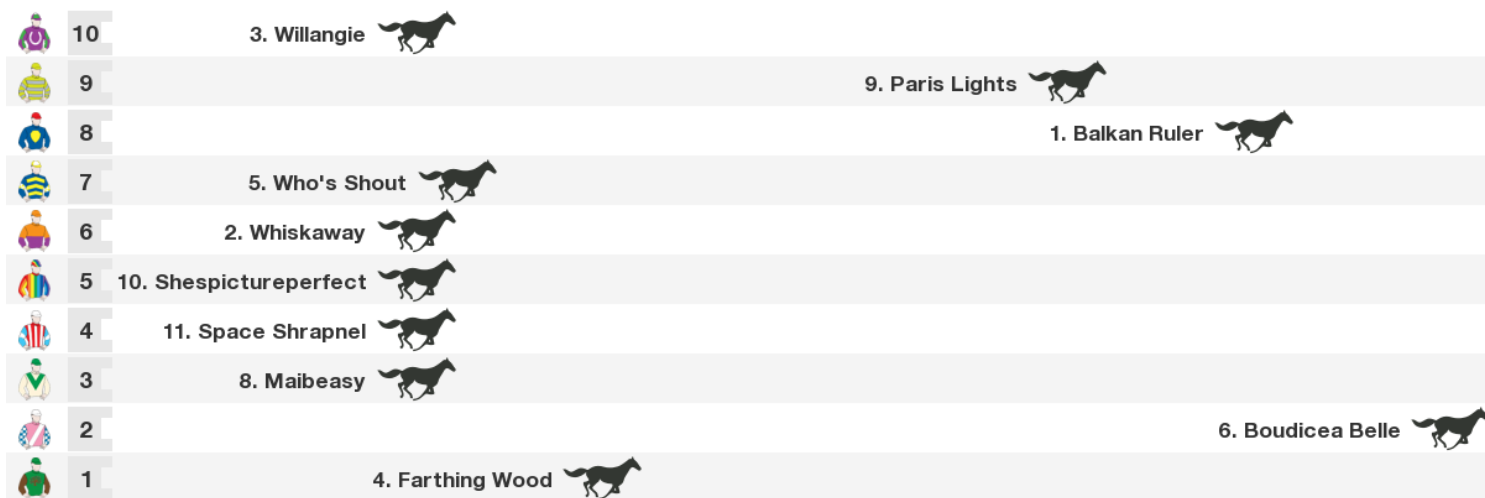 10 3. Willangie
9 9. Paris Lights
8 1. Balkan Ruler
7 5. Who's Shout
6 2. Whiskaway
5 10. Shespictureperfect
4 11. Space Shrapnel
3 8. Maibeasy
2 6. Boudicea Belle
1 4. Farthing Wood